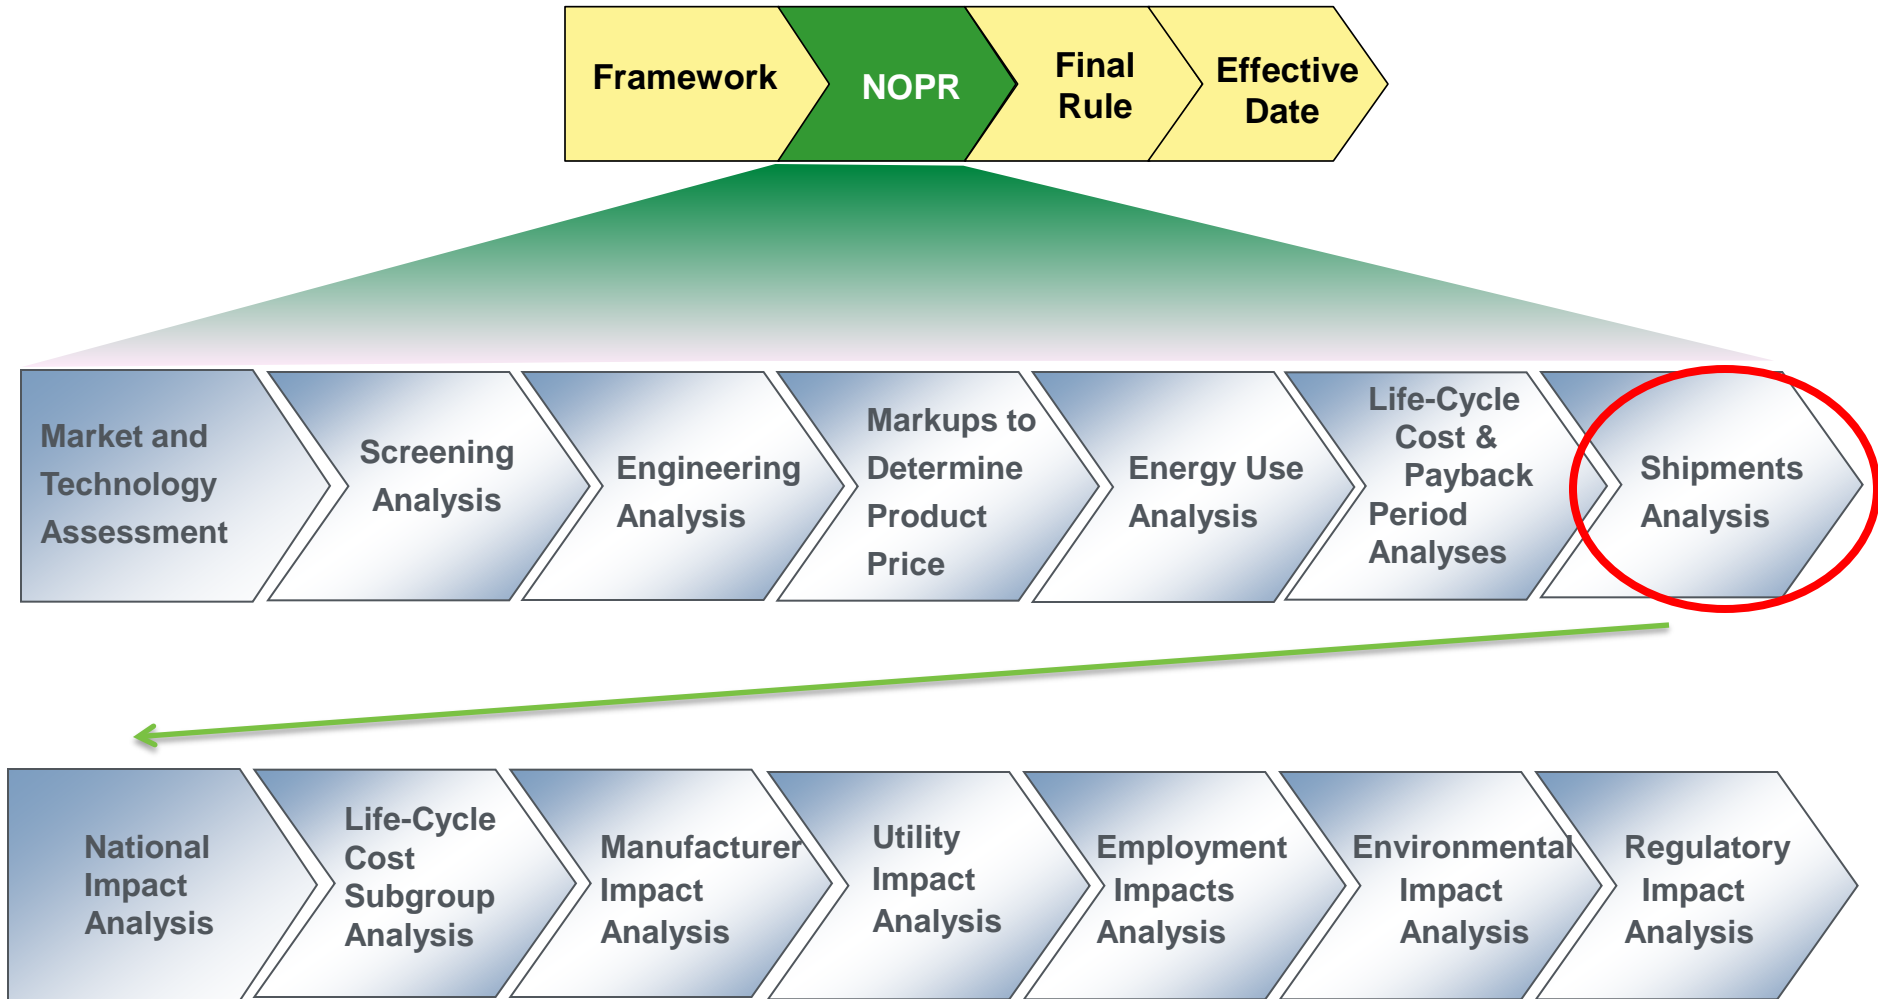 Framework
NOPR
Final
Rule
Effective
Date
Market and
Technology
Assessment
Screening
Analysis
Engineering
Analysis
Markups to
Determine
Product
Price
Energy Use
Analysis
Life-Cycle
Cost &
Payback
Period
Analyses
Shipments
Analysis
National
Impact
Analysis
Life-Cycle
Cost
Subgroup
Analysis
Manufacturer
Impact
Analysis
Utility
Impact
Analysis
Employment
Impacts
Analysis
Environmental
Impact
Analysis
Regulatory
Impact
Analysis